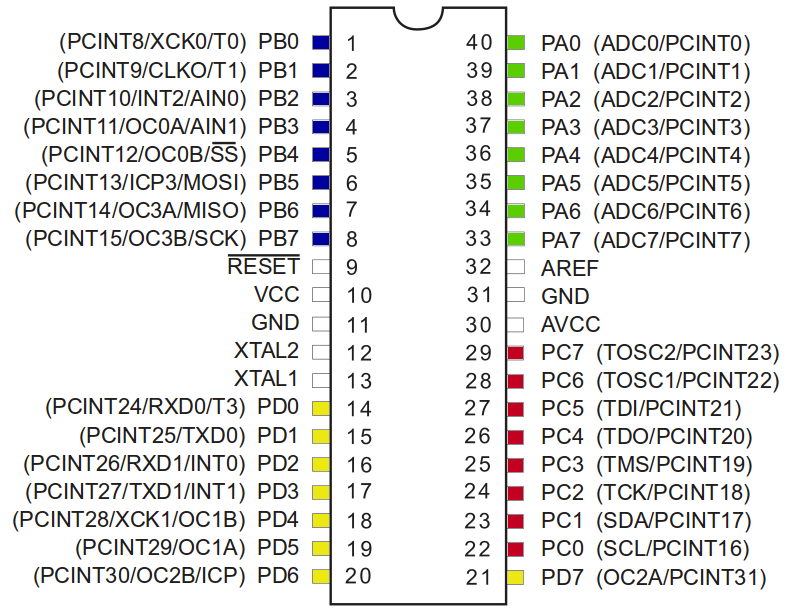 (PCINT8/XCK0/T0) PB0 1 40 PA0 (ADC0/PCINT0)
(PCINT9/CLKO/T1) PB1 2 39 PA1 (ADC1/PCINT1)
(PCINT10/INT2/AIN0) PB2 3 38 PA2 (ADC2/PCINT2)
(PCINT11/OC0A/AIN1) PB3 4 37 PA3 (ADC3/PCINT3)
(PCINT12/OC0B/SS) PB4 5 36 PA4 (ADC4/PCINT4)
(PCINT13/ICP3/MOSI) PB5 6 35 PA5 (ADC5/PCINT5)
(PCINT14/OC3A/MISO) PB6 7 34 PA6 (ADC6/PCINT6)
(PCINT15/OC3B/SCK) PB7 8 33 PA7 (ADC7/PCINT7)
RESET 9 32 AREF
VCC 10 31 GND
GND 11 30 AVCC
XTAL2 12 29 PC7 (TOSC2/PCINT23)
XTAL1 13 28 PC6 (TOSC1/PCINT22)
(PCINT24/RXD0/T3) PD0 14 27 PC5 (TDI/PCINT21)
(PCINT25/TXD0) PD1 15 26 PC4 (TDO/PCINT20)
(PCINT26/RXD1/INT0) PD2 16 25 PC3 (TMS/PCINT19)
(PCINT27/TXD1/INT1) PD3 17 24 PC2 (TCK/PCINT18)
(PCINT28/XCK1/OC1B) PD4 18 23 PC1 (SDA/PCINT17)
(PCINT29/OC1A) PD5 19 22 PC0 (SCL/PCINT16)
(PCINT30/OC2B/ICP) PD6 20 21 PD7 (OC2A/PCINT31)